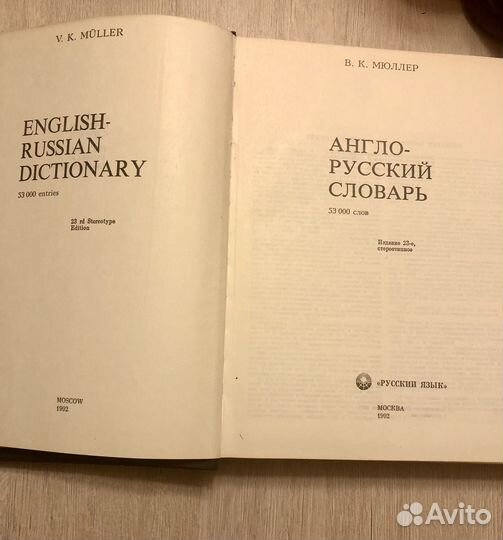 V. K. MÜLLER
ENGLISH-
RUSSIAN
DICTIONARY
53 000 entries
23 rd Stereotype
Edition
MOSCOW
1992
В. К. МЮЛЛЕР
АНГЛО-
РУССКИЙ
СЛОВАРЬ
53 000 слов
Издание 23-е,
стереотипное
«РУССКИЙ ЯЗЫК»
МОСКВА
1992
Avito